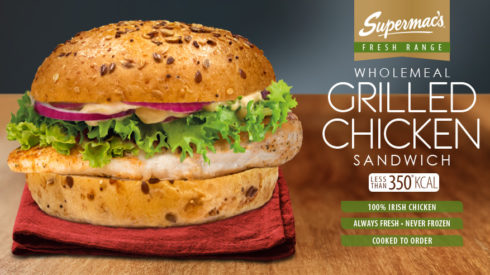 Supermac's
FRESH RANGE
WHOLEMEAL
GRILLED
CHICKEN
SANDWICH
LESS THAN 350* KCAL
100% IRISH CHICKEN
ALWAYS FRESH • NEVER FROZEN
COOKED TO ORDER